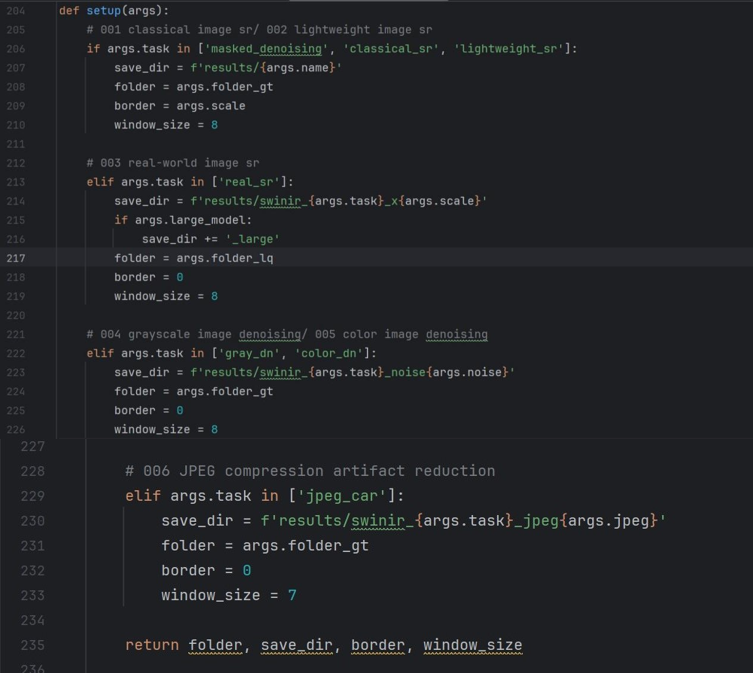 204 def setup(args):
205 # 001 classical image sr/ 002 lightweight image sr
206 if args.task in ['masked_denoising', 'classical_sr', 'lightweight_sr']:
207 save_dir = f'results/{args.name}'
208 folder = args.folder_gt
209 border = args.scale
210 window_size = 8
211
212 # 003 real-world image sr
213 elif args.task in ['real_sr']:
214 save_dir = f'results/swinir_{args.task}_x{args.scale}'
215 if args.large_model:
216 save_dir += '_large'
217 folder = args.folder_lq
218 border = 0
219 window_size = 8
220
221 # 004 grayscale image denoising/ 005 color image denoising
222 elif args.task in ['gray_dn', 'color_dn']:
223 save_dir = f'results/swinir_{args.task}_noise{args.noise}'
224 folder = args.folder_gt
225 border = 0
226 window_size = 8
227
228 # 006 JPEG compression artifact reduction
229 elif args.task in ['jpeg_car']:
230 save_dir = f'results/swinir_{args.task}_jpeg{args.jpeg}'
231 folder = args.folder_gt
232 border = 0
233 window_size = 7
234
235 return folder, save_dir, border, window_size
236